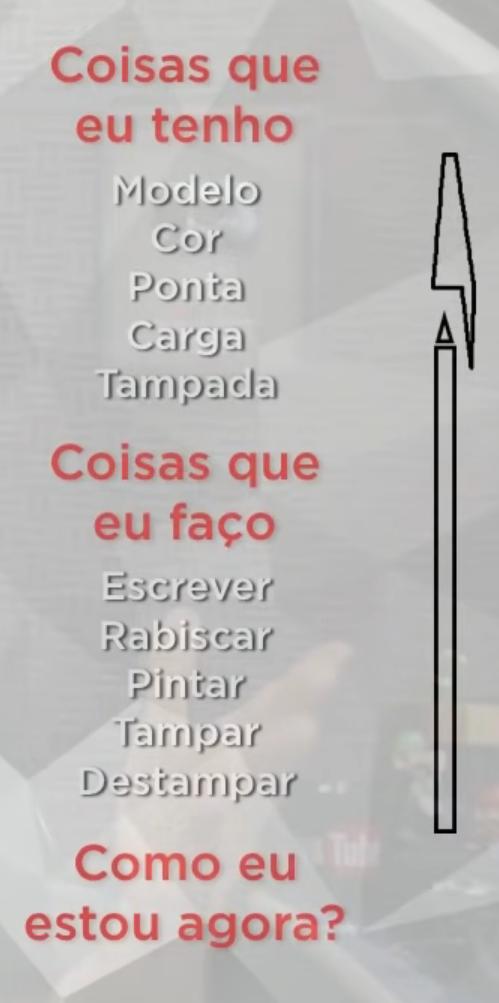 Coisas que
eu tenho
Modelo
Cor
Ponta
Carga
Tampada
Coisas que
eu faço
Escrever
Rabiscar
Pintar
Tampar
Destampar
Como eu
estou agora?